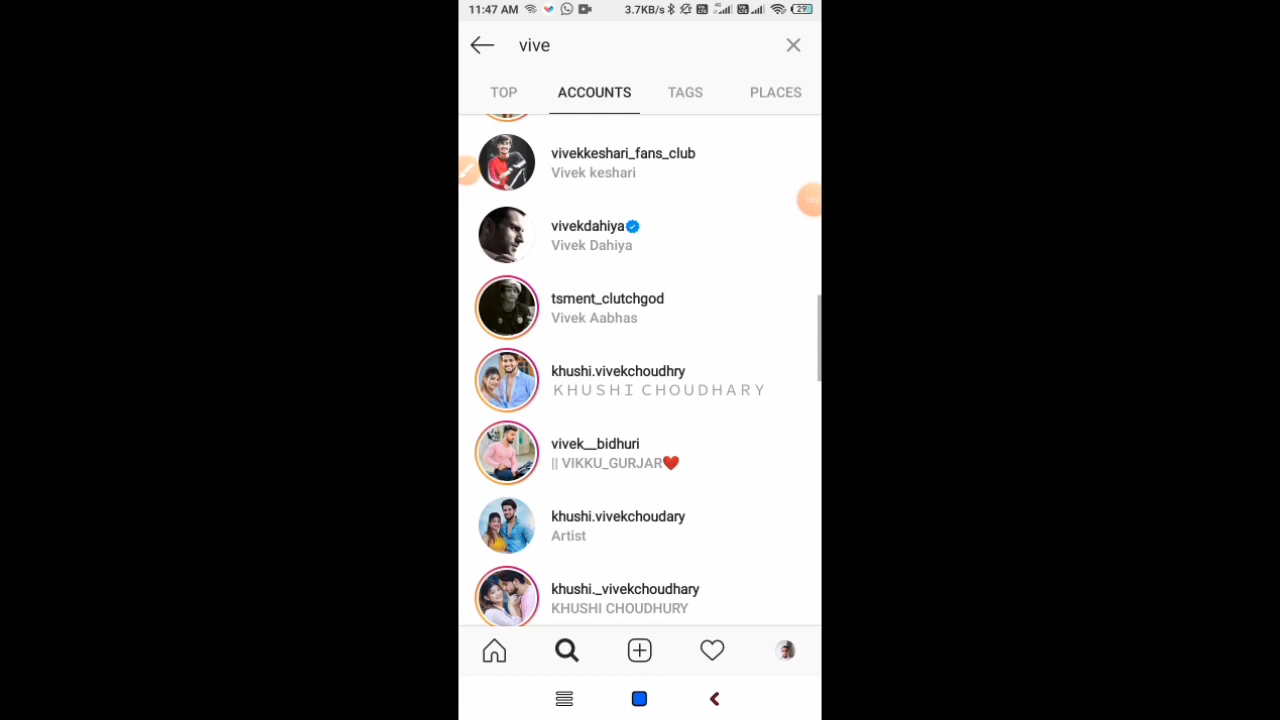 11:47 AM 3.7KB/s 29
vive
TOP ACCOUNTS TAGS PLACES
vivekkeshari_fans_club
Vivek keshari
vivekdahiya
Vivek Dahiya
tsment_clutchgod
Vivek Aabhas
khushi.vivekchoudhry
ＫＨＵＳＨＩ ＣＨＯＵＤＨＡＲＹ
vivek__bidhuri
|| VIKKU_GURJAR❤️
khushi.vivekchoudary
Artist
khushi._vivekchoudhary
KHUSHI CHOUDHURY